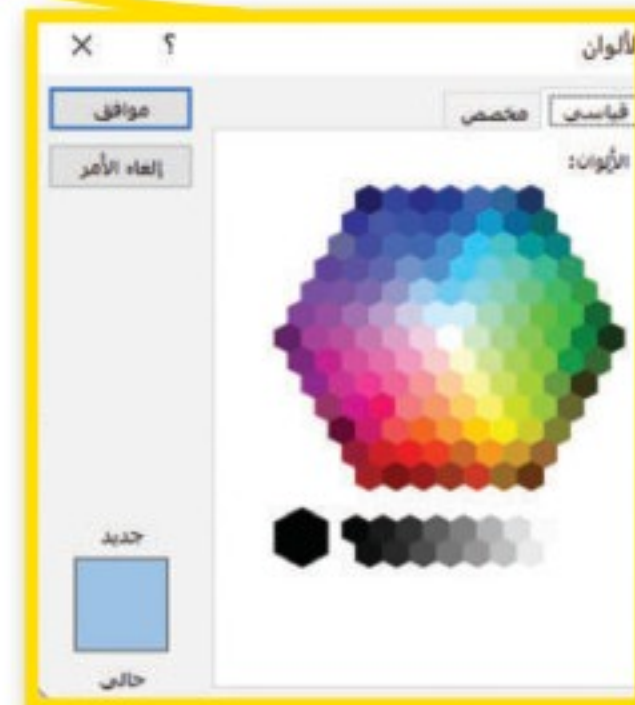 الألوان ؟ ×
قياسي مخصص
الألوان:
موافق
إلغاء الأمر
جديد
حالي